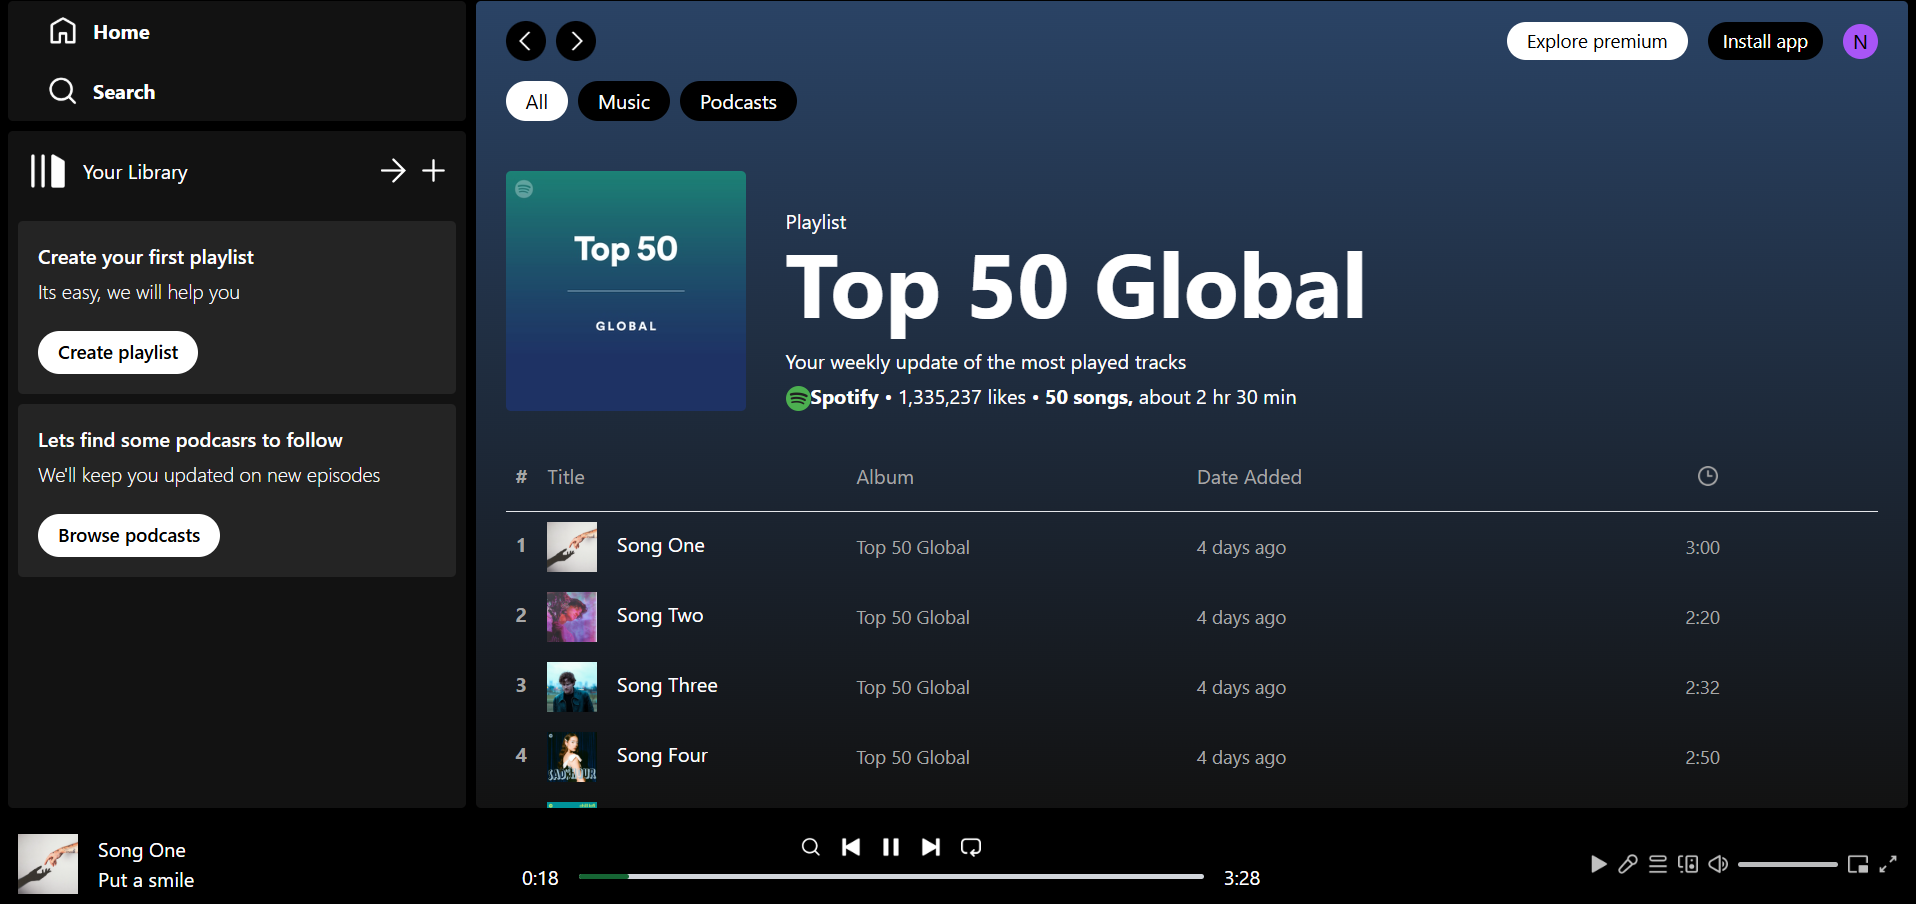 Home
Search
Your Library
Create your first playlist
Its easy, we will help you
Create playlist
Lets find some podcasrs to follow
We'll keep you updated on new episodes
Browse podcasts
Explore premium
Install app
N
All
Music
Podcasts
Top 50
GLOBAL
Playlist
Top 50 Global
Your weekly update of the most played tracks
Spotify • 1,335,237 likes • 50 songs, about 2 hr 30 min
# Title Album Date Added
1 Song One Top 50 Global 4 days ago 3:00
2 Song Two Top 50 Global 4 days ago 2:20
3 Song Three Top 50 Global 4 days ago 2:32
4 Song Four Top 50 Global 4 days ago 2:50
Song One
Put a smile
0:18
3:28